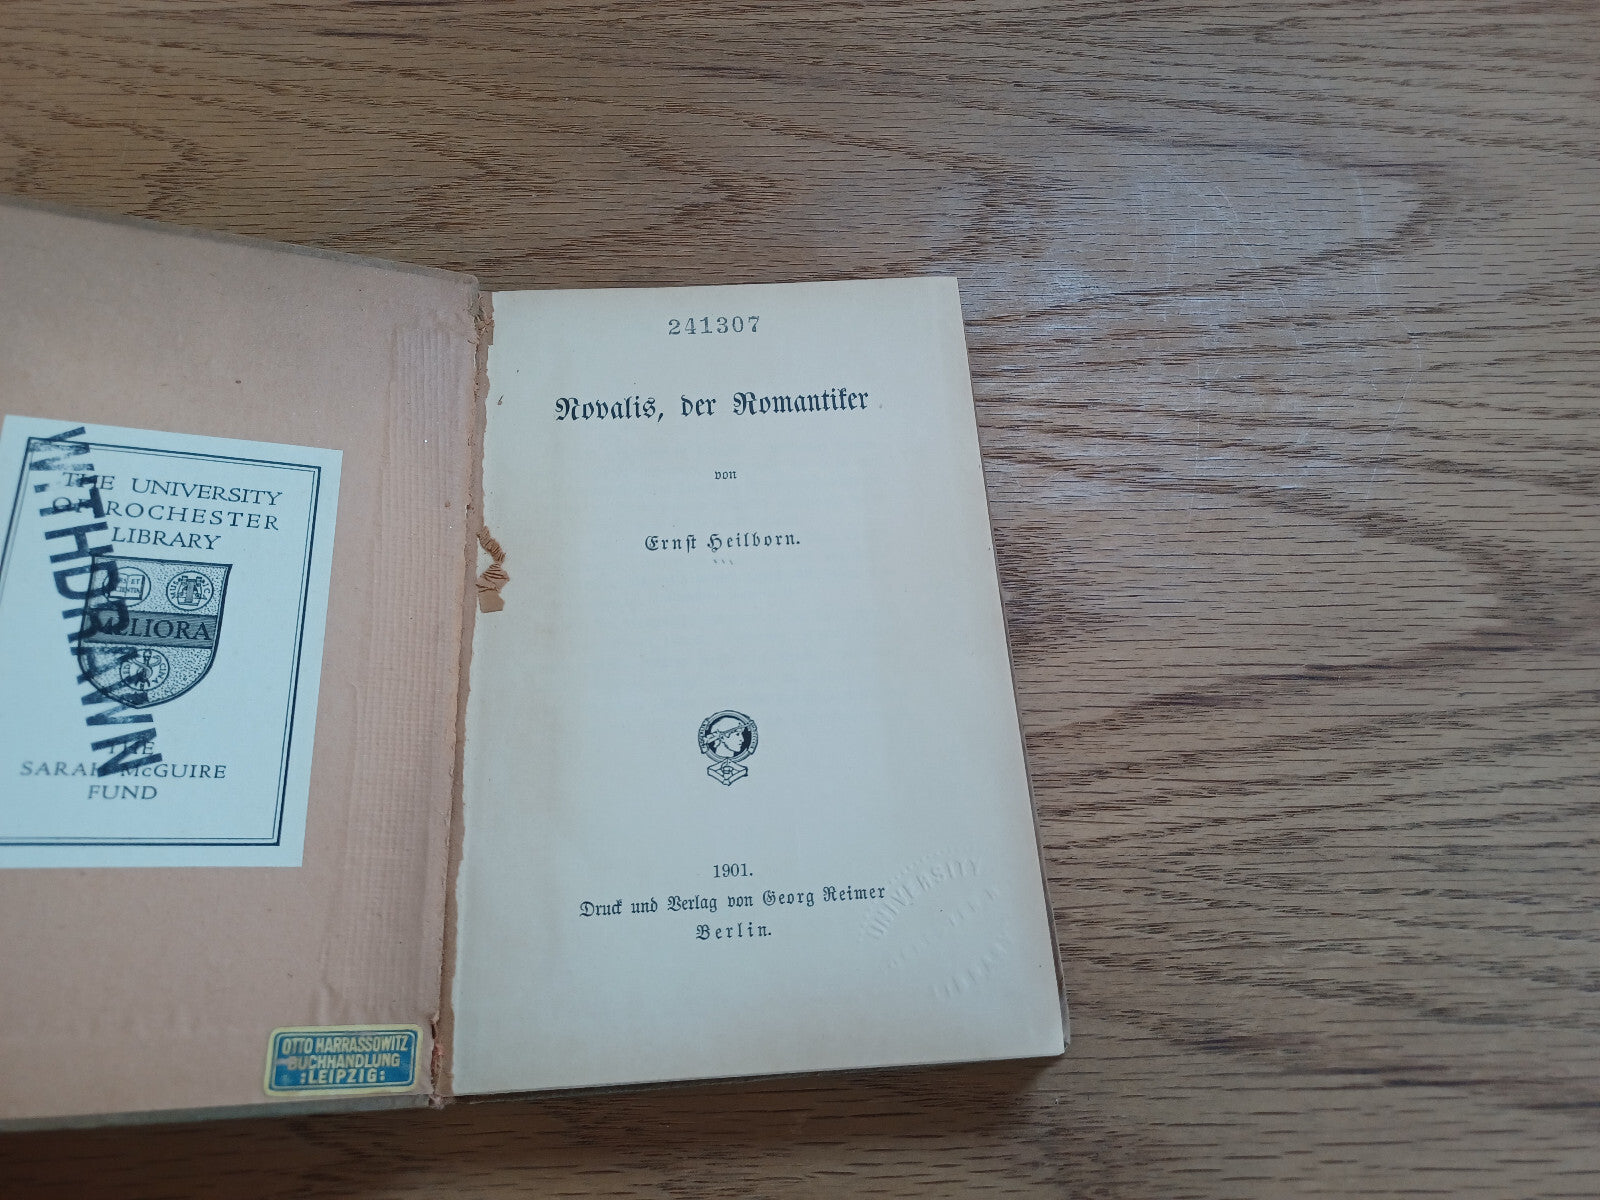 THE UNIVERSITY
OF ROCHESTER
LIBRARY
MELIORA
THE
SARAH McGUIRE
FUND
WITHDRAWN
OTTO HARRASSOWITZ
BUCHHANDLUNG
:LEIPZIG:
241307
Novalis, der Romantiker
von
Ernst Heilborn.
1901.
Druck und Verlag von Georg Reimer
Berlin.
UNIVERSITY